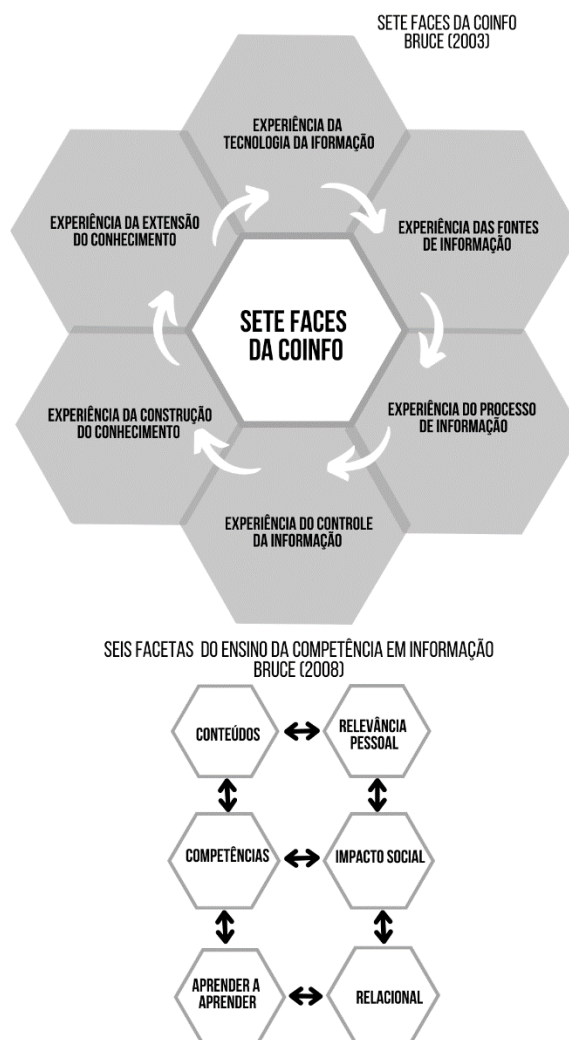 SETE FACES DA COINFO
BRUCE (2003)
EXPERIÊNCIA DA
TECNOLOGIA DA IFORMAÇÃO
EXPERIÊNCIA DA EXTENSÃO
DO CONHECIMENTO
EXPERIÊNCIA DAS FONTES
DE INFORMAÇÃO
SETE FACES
DA COINFO
EXPERIÊNCIA DA CONSTRUÇÃO
DO CONHECIMENTO
EXPERIÊNCIA DO PROCESSO
DE INFORMAÇÃO
EXPERIÊNCIA DO CONTROLE
DA INFORMAÇÃO
SEIS FACETAS DO ENSINO DA COMPETÊNCIA EM INFORMAÇÃO
BRUCE (2008)
CONTEÚDOS
RELEVÂNCIA
PESSOAL
COMPETÊNCIAS
IMPACTO SOCIAL
APRENDER A
APRENDER
RELACIONAL